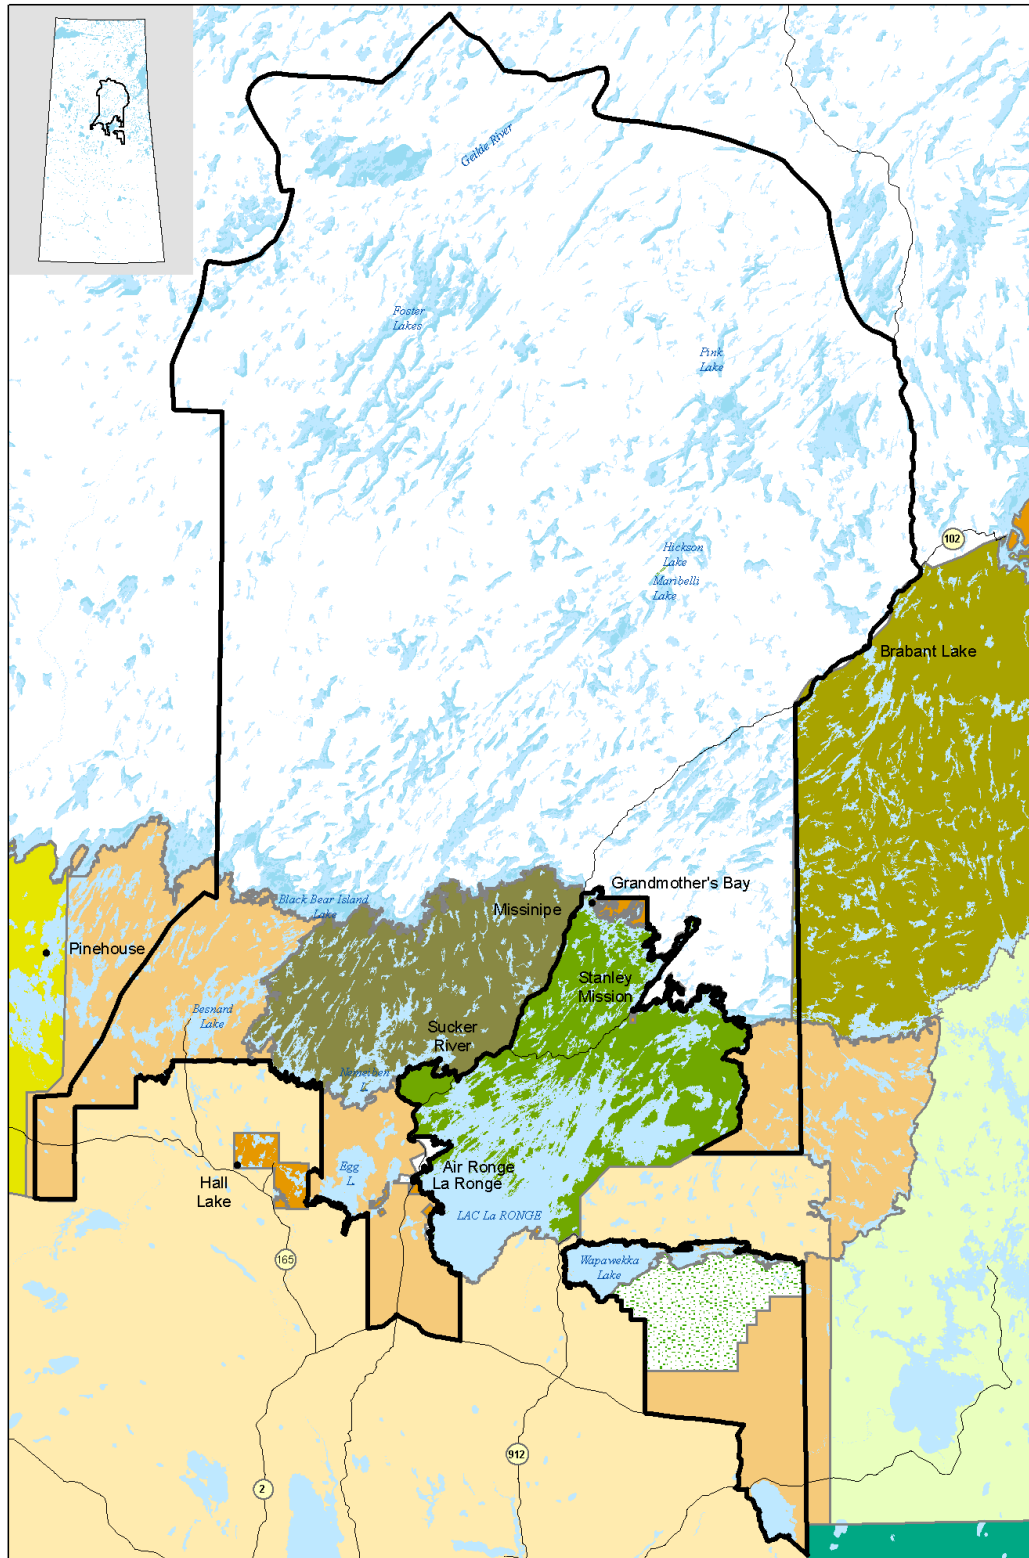 Geilde River
Foster
Lakes
Pink
Lake
102
Hickson
Lake
Maribelli
Lake
Brabant Lake
Grandmother's Bay
Black Bear Island
Lake
Missinipe
Pinehouse
Stanley
Mission
Besnard
Lake
Sucker
River
Nemeiben
L.
Air Ronge
La Ronge
Egg
L.
Hall
Lake
LAC La RONGE
165
Wapawekka
Lake
912
2